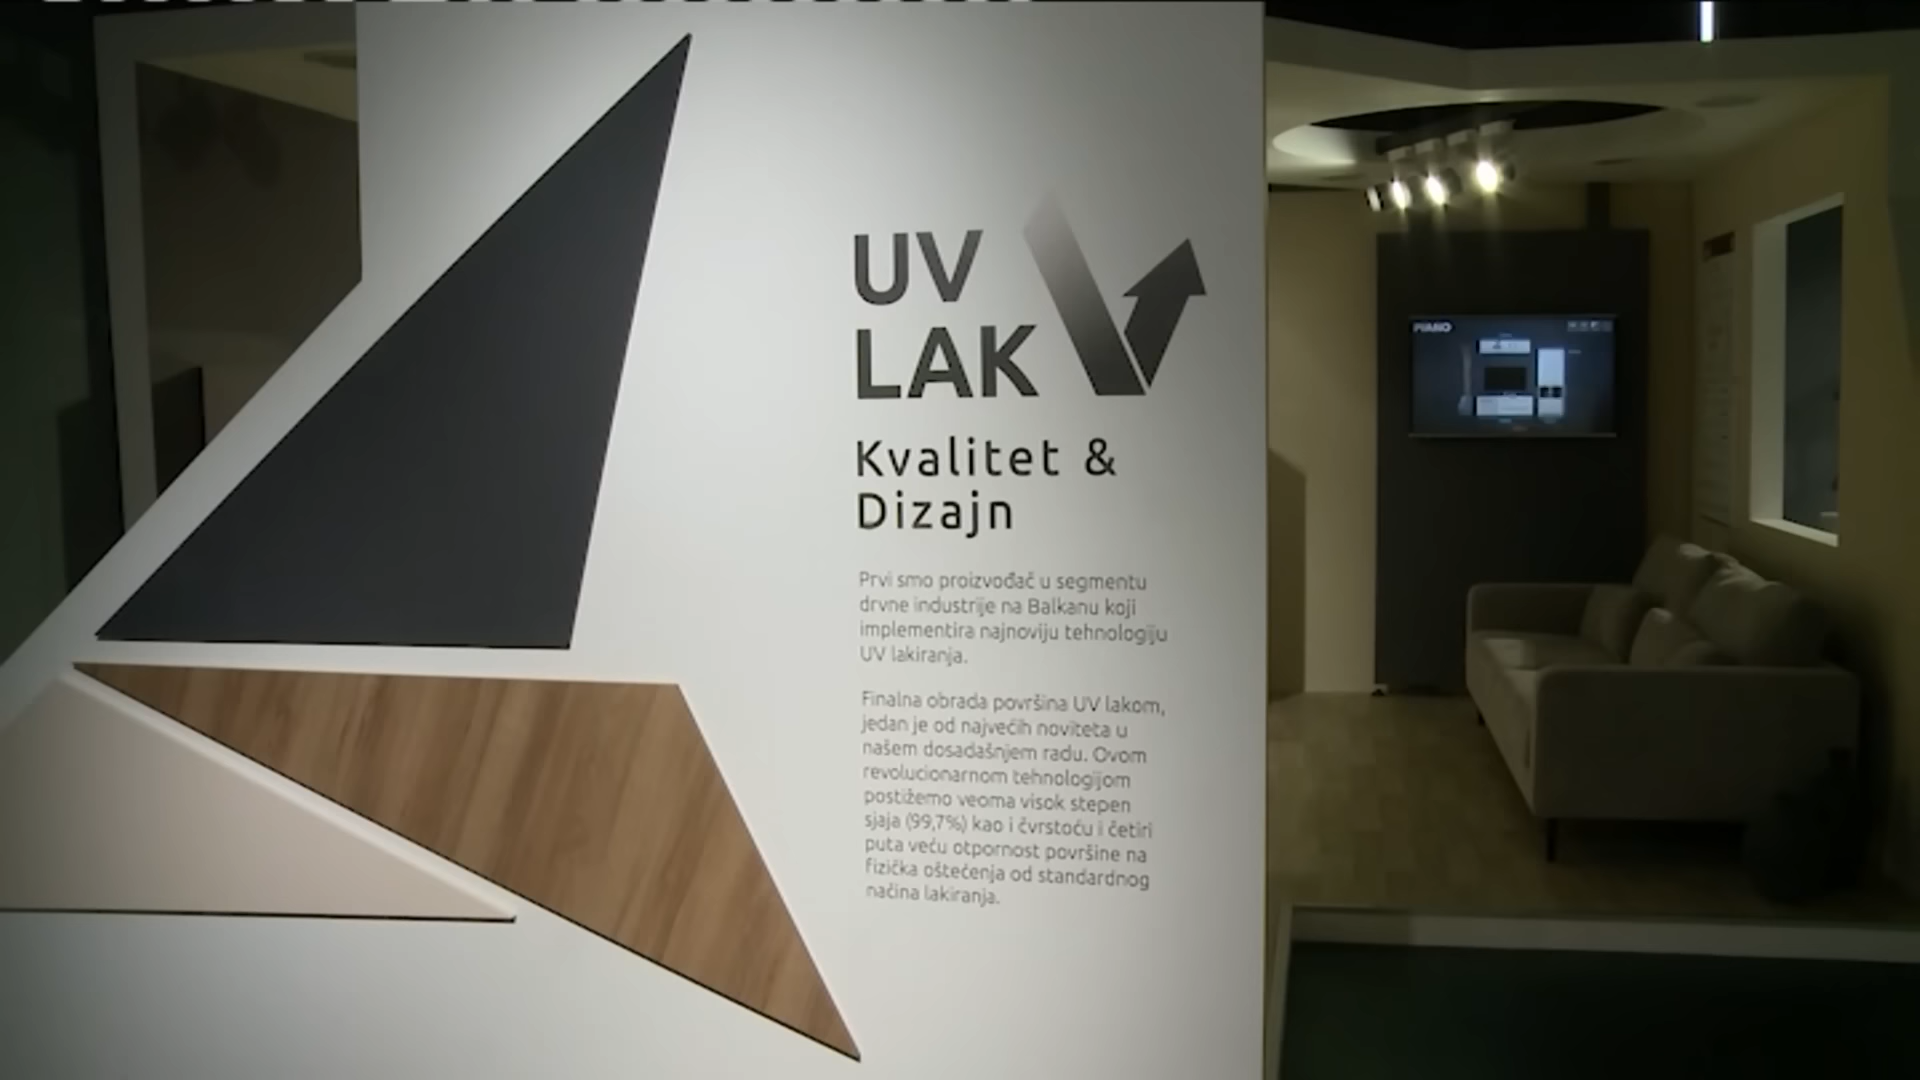 UV
LAK
Kvalitet &
Dizajn
Prvi smo proizvođač u segmentu
drvne industrije na Balkanu koji
implementira najnoviju tehnologiju
UV lakiranja.
Finalna obrada površina UV lakom,
jedan je od najvećih noviteta u
našem dosadašnjem radu. Ovom
revolucionarnom tehnologijom
postižemo veoma visok stepen
sjaja (99,7%) kao i čvrstoću i četiri
puta veću otpornost površine na
fizička oštećenja od standardnog
načina lakiranja.